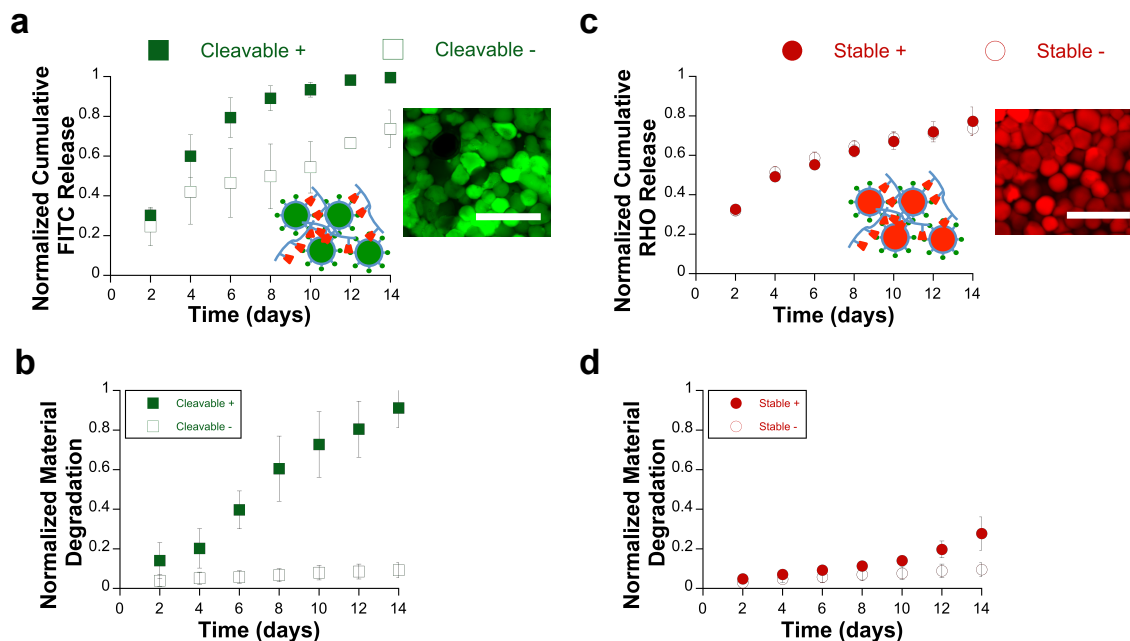 a
Cleavable +
Cleavable -
1
0.8
0.6
0.4
0.2
0
0
2
4
6
8
10
12
14
Normalized Cumulative
FITC Release
Time (days)
c
Stable +
Stable -
1
0.8
0.6
0.4
0.2
0
0
2
4
6
8
10
12
14
Normalized Cumulative
RHO Release
Time (days)
b
Cleavable +
Cleavable -
1
0.8
0.6
0.4
0.2
0
0
2
4
6
8
10
12
14
Normalized Material
Degradation
Time (days)
d
Stable +
Stable -
1
0.8
0.6
0.4
0.2
0
0
2
4
6
8
10
12
14
Normalized Material
Degradation
Time (days)